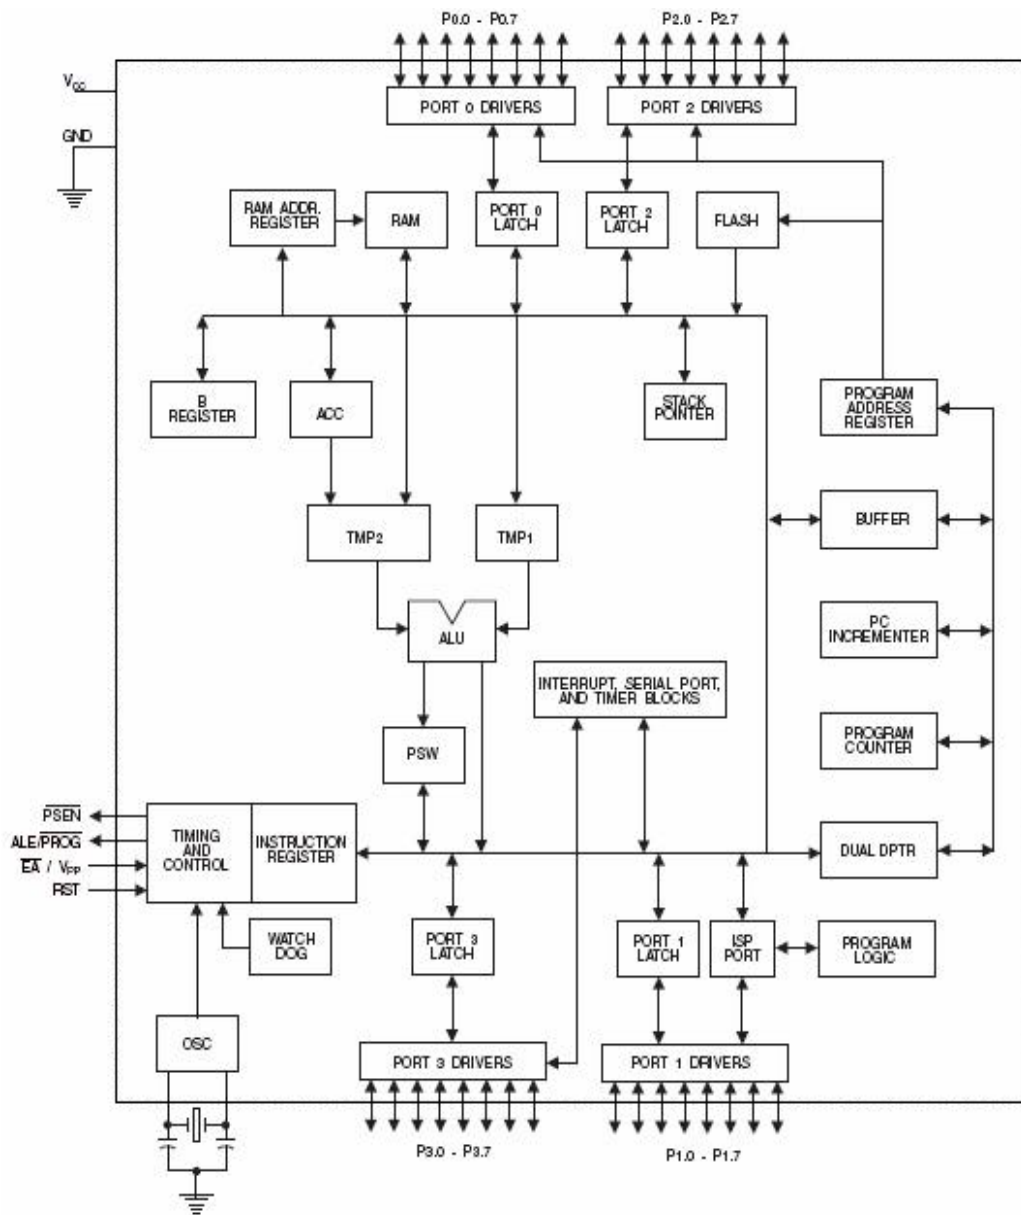 P0.0 - P0.7
P2.0 - P2.7
VCC
PORT 0 DRIVERS
PORT 2 DRIVERS
GND
RAM ADDR.
REGISTER
RAM
PORT 0
LATCH
PORT 2
LATCH
FLASH
B
REGISTER
ACC
STACK
POINTER
PROGRAM
ADDRESS
REGISTER
TMP2
TMP1
BUFFER
ALU
PC
INCREMENTER
INTERRUPT, SERIAL PORT,
AND TIMER BLOCKS
PSW
PROGRAM
COUNTER
PSEN
ALE/PROG
EA / VPP
RST
TIMING
AND
CONTROL
INSTRUCTION
REGISTER
DUAL DPTR
WATCH
DOG
PORT 3
LATCH
PORT 1
LATCH
ISP
PORT
PROGRAM
LOGIC
OSC
PORT 3 DRIVERS
PORT 1 DRIVERS
P3.0 - P3.7
P1.0 - P1.7